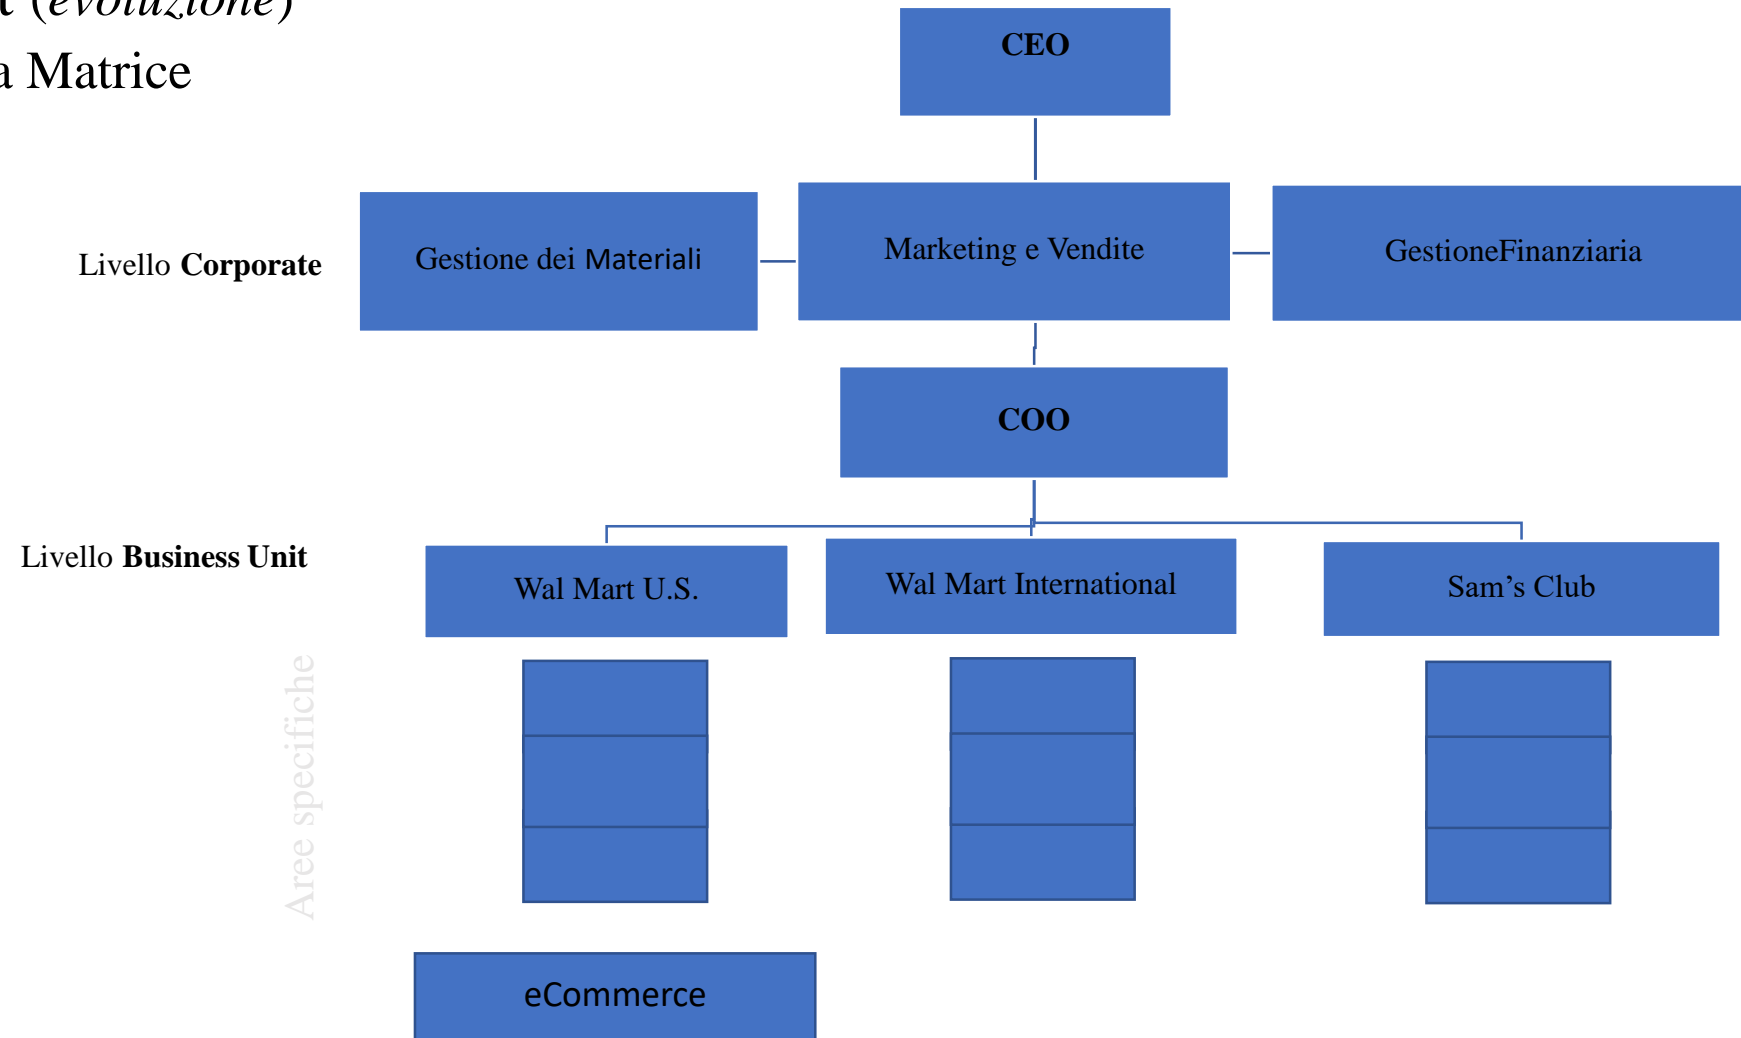 (evoluzione)
a Matrice
CEO
Livello Corporate
Gestione dei Materiali
Marketing e Vendite
GestioneFinanziaria
COO
Livello Business Unit
Wal Mart U.S.
Wal Mart International
Sam’s Club
Aree specifiche
eCommerce